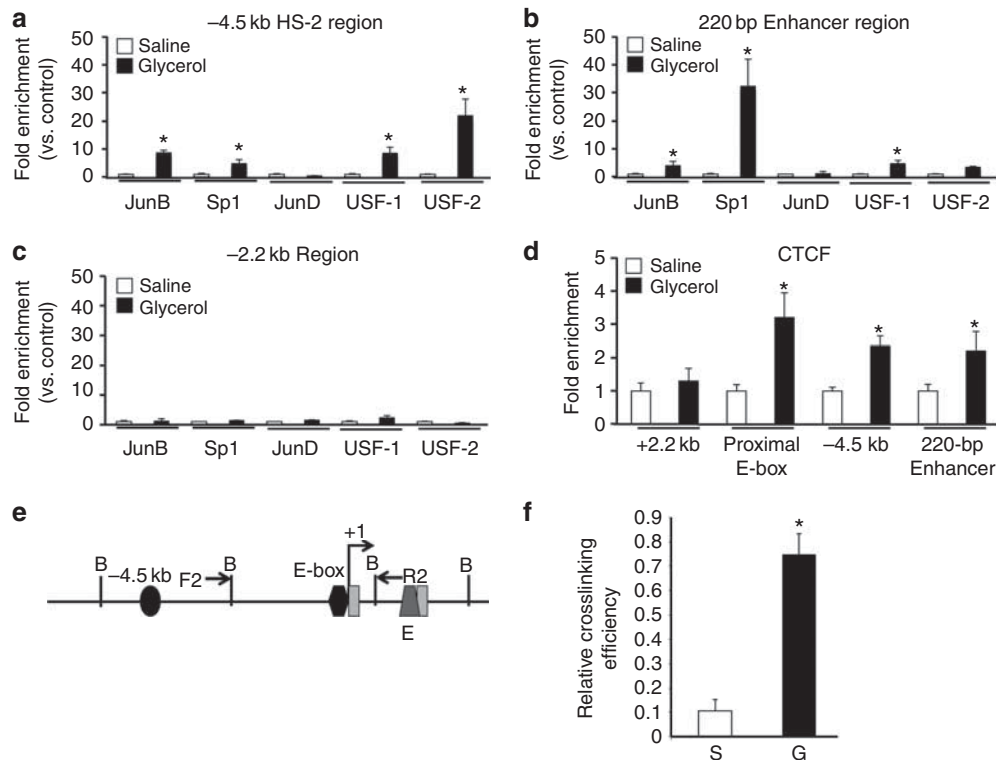 a
–4.5 kb HS-2 region
Fold enrichment
(vs. control)
50
40
30
20
10
0
Saline
Glycerol
*
*
*
*
JunB
Sp1
JunD
USF-1
USF-2
b
220 bp Enhancer region
Fold enrichment
(vs. control)
50
40
30
20
10
0
Saline
Glycerol
*
*
*
JunB
Sp1
JunD
USF-1
USF-2
c
–2.2 kb Region
Fold enrichment
(vs. control)
50
40
30
20
10
0
Saline
Glycerol
JunB
Sp1
JunD
USF-1
USF-2
d
CTCF
Fold enrichment
5
4
3
2
1
0
Saline
Glycerol
*
*
*
+2.2 kb
Proximal
E-box
–4.5 kb
220-bp
Enhancer
e
B
–4.5 kb
F2
B
E-box
+1
B
R2
B
E
f
Relative crosslinking
efficiency
0.9
0.8
0.7
0.6
0.5
0.4
0.3
0.2
0.1
0
*
S
G